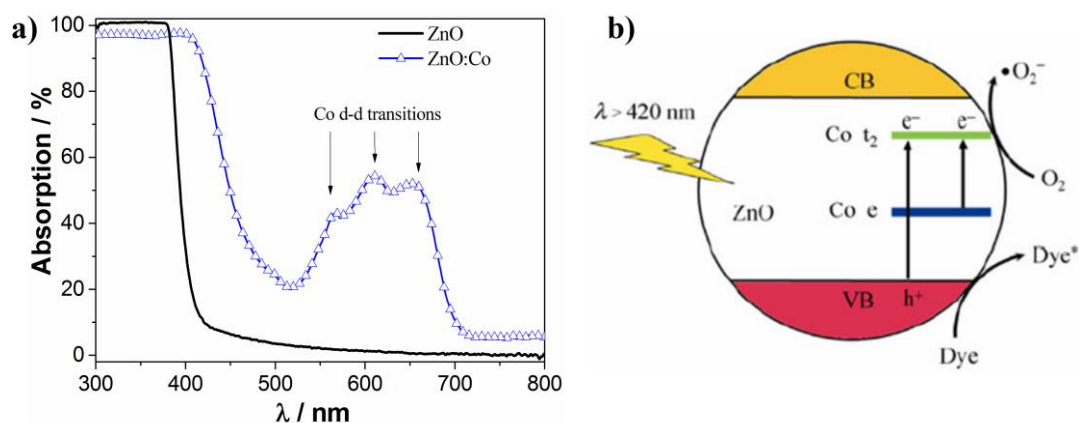 a)
100
80
60
40
20
0
Absorption / %
ZnO
ZnO:Co
Co d-d transitions
300 400 500 600 700 800
λ / nm
b)
CB
•O₂⁻
λ > 420 nm
e⁻ e⁻
Co t₂
O₂
ZnO
Co e
Dye*
VB h⁺
Dye